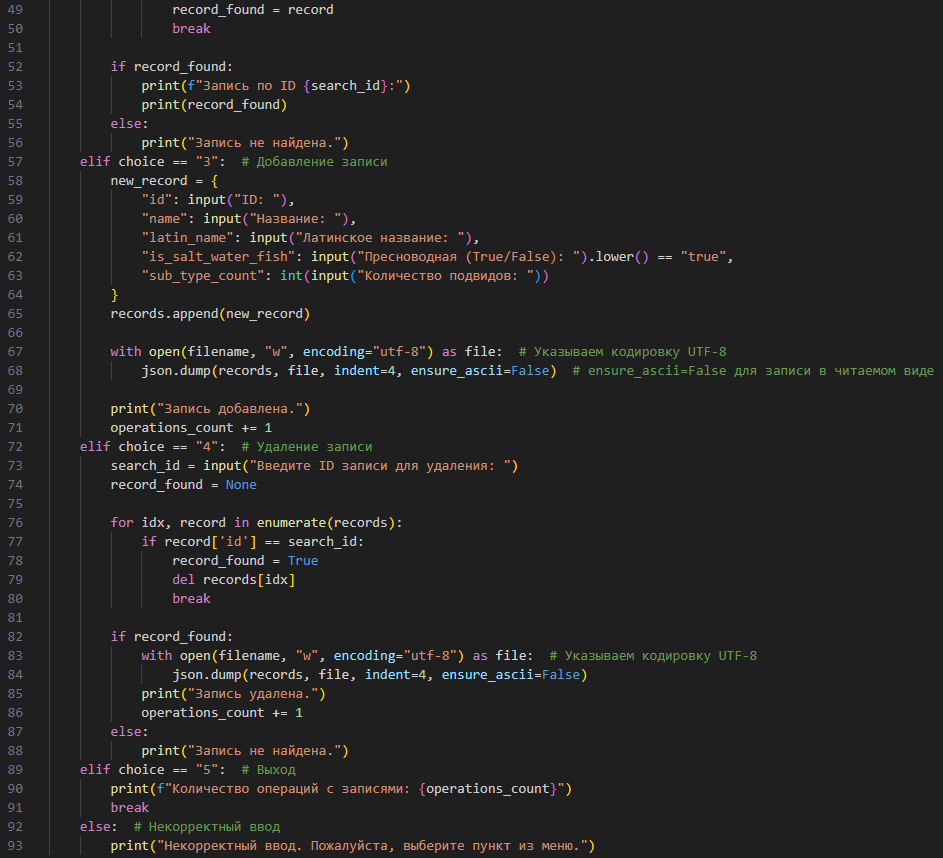 49 record_found = record
50 break
51
52 if record_found:
53 print(f"Запись по ID {search_id}:")
54 print(record_found)
55 else:
56 print("Запись не найдена.")
57 elif choice == "3":  # Добавление записи
58 new_record = {
59 "id": input("ID: "),
60 "name": input("Название: "),
61 "latin_name": input("Латинское название: "),
62 "is_salt_water_fish": input("Пресноводная (True/False): ").lower() == "true",
63 "sub_type_count": int(input("Количество подвидов: "))
64 }
65 records.append(new_record)
66
67 with open(filename, "w", encoding="utf-8") as file:  # Указываем кодировку UTF-8
68 json.dump(records, file, indent=4, ensure_ascii=False)  # ensure_ascii=False для записи в читаемом виде
69
70 print("Запись добавлена.")
71 operations_count += 1
72 elif choice == "4":  # Удаление записи
73 search_id = input("Введите ID записи для удаления: ")
74 record_found = None
75
76 for idx, record in enumerate(records):
77 if record['id'] == search_id:
78 record_found = True
79 del records[idx]
80 break
81
82 if record_found:
83 with open(filename, "w", encoding="utf-8") as file:  # Указываем кодировку UTF-8
84 json.dump(records, file, indent=4, ensure_ascii=False)
85 print("Запись удалена.")
86 operations_count += 1
87 else:
88 print("Запись не найдена.")
89 elif choice == "5":  # Выход
90 print(f"Количество операций с записями: {operations_count}")
91 break
92 else:  # Некорректный ввод
93 print("Некорректный ввод. Пожалуйста, выберите пункт из меню.")